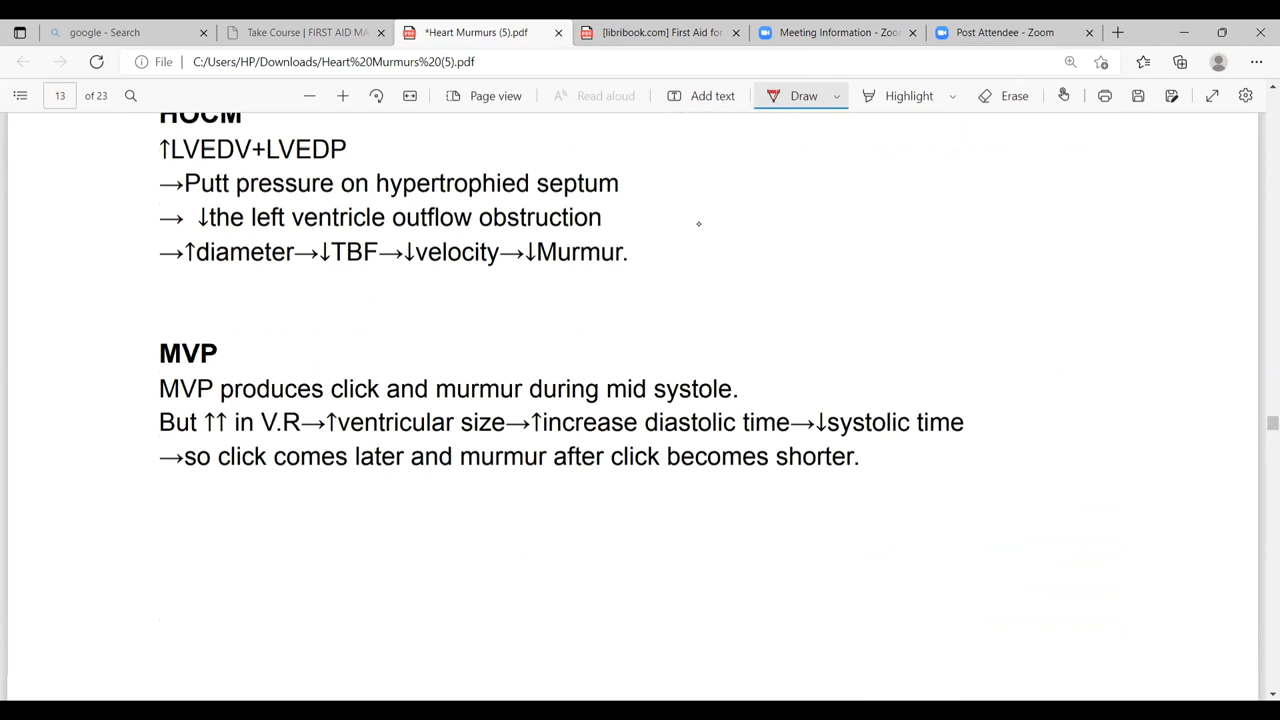 google - Search
Take Course | FIRST AID MA
*Heart Murmurs (5).pdf
[libribook.com] First Aid for
Meeting Information - Zoo
Post Attendee - Zoom
File C:/Users/HP/Downloads/Heart%20Murmurs%20(5).pdf
13 of 23 Page view Read aloud Add text Draw Highlight Erase
HOCM
↑LVEDV+LVEDP
→Putt pressure on hypertrophied septum
→ ↓the left ventricle outflow obstruction
→↑diameter→↓TBF→↓velocity→↓Murmur.
MVP
MVP produces click and murmur during mid systole.
But ↑↑ in V.R→↑ventricular size→↑increase diastolic time→↓systolic time
→so click comes later and murmur after click becomes shorter.